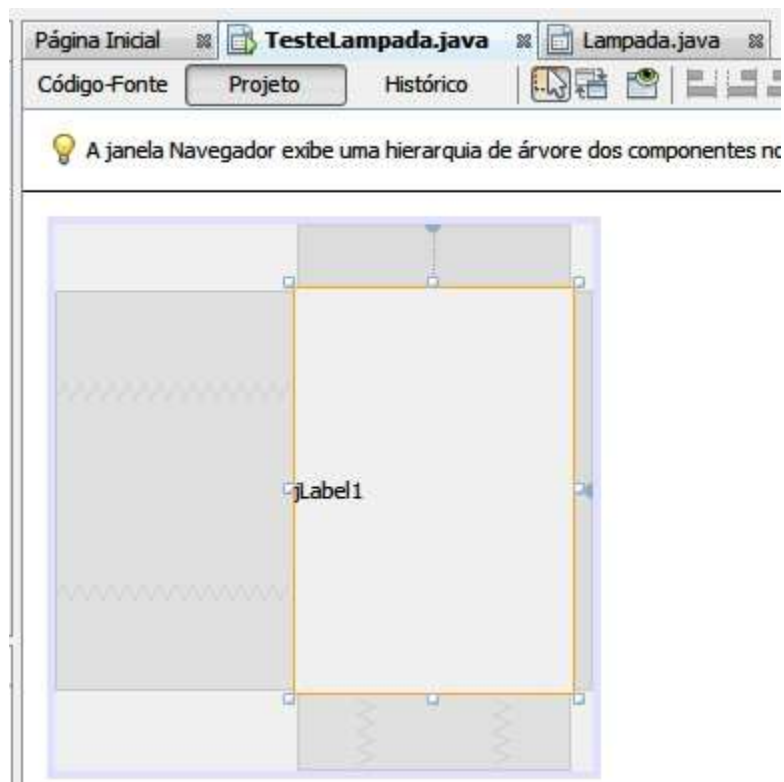 Página Inicial TesteLampada.java Lampada.java
Código-Fonte Projeto Histórico
A janela Navegador exibe uma hierarquia de árvore dos componentes
jLabel1